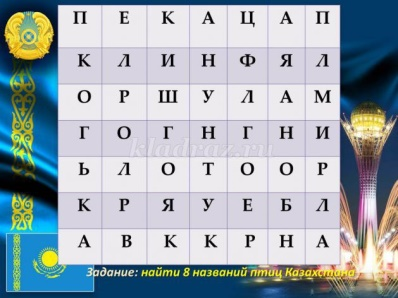 П Е К А Ц А П
К Л И Н Ф Я Л
О Р Ш У Л А М
Г О Г Н Г Н И
Ь Л О Т О О Р
К Р Я У Е Б Л
А В К К Р Н А
kladraz.ru
Задание: найти 8 названий птиц Казахстана